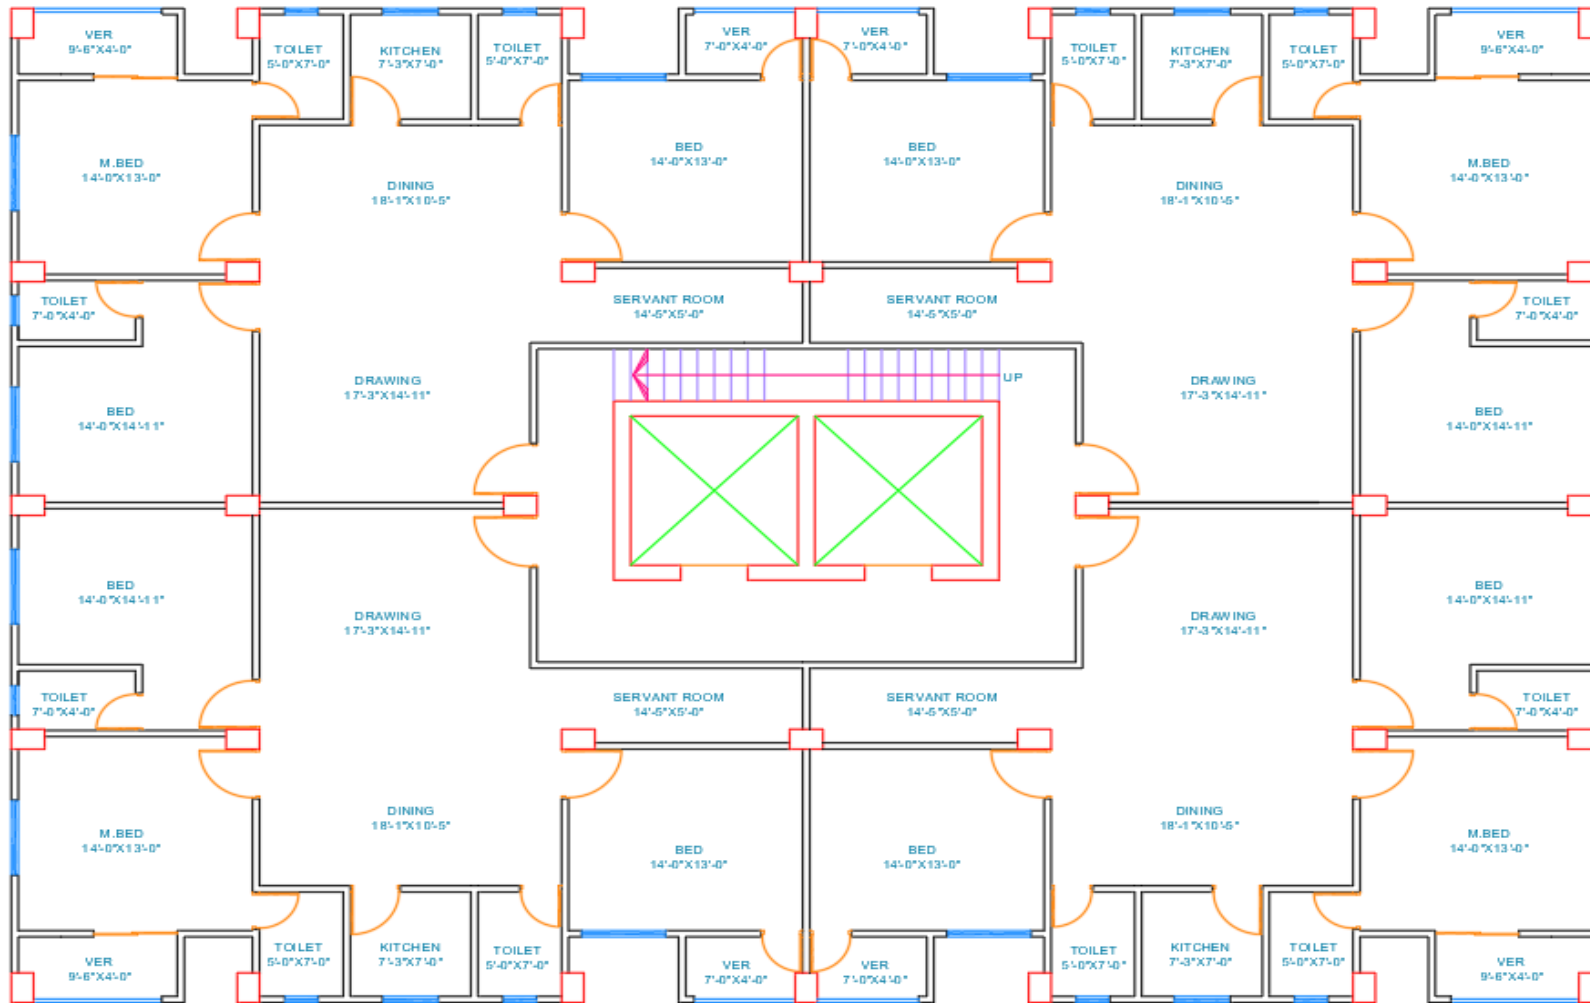 VER
9'-6"X4'-0"
TOILET
5'-0"X7'-0"
KITCHEN
7'-3"X7'-0"
TOILET
5'-0"X7'-0"
VER
7'-0"X4'-0"
VER
7'-0"X4'-0"
TOILET
5'-0"X7'-0"
KITCHEN
7'-3"X7'-0"
TOILET
5'-0"X7'-0"
VER
9'-6"X4'-0"
M.BED
14'-0"X13'-0"
DINING
18'-1"X10'-5"
BED
14'-0"X13'-0"
BED
14'-0"X13'-0"
DINING
18'-1"X10'-5"
M.BED
14'-0"X13'-0"
TOILET
7'-0"X4'-0"
SERVANT ROOM
14'-5"X5'-0"
SERVANT ROOM
14'-5"X5'-0"
TOILET
7'-0"X4'-0"
DRAWING
17'-3"X14'-11"
UP
DRAWING
17'-3"X14'-11"
BED
14'-0"X14'-11"
BED
14'-0"X14'-11"
BED
14'-0"X14'-11"
BED
14'-0"X14'-11"
DRAWING
17'-3"X14'-11"
DRAWING
17'-3"X14'-11"
TOILET
7'-0"X4'-0"
SERVANT ROOM
14'-5"X5'-0"
SERVANT ROOM
14'-5"X5'-0"
TOILET
7'-0"X4'-0"
M.BED
14'-0"X13'-0"
DINING
18'-1"X10'-5"
BED
14'-0"X13'-0"
BED
14'-0"X13'-0"
DINING
18'-1"X10'-5"
M.BED
14'-0"X13'-0"
VER
9'-6"X4'-0"
TOILET
5'-0"X7'-0"
KITCHEN
7'-3"X7'-0"
TOILET
5'-0"X7'-0"
VER
7'-0"X4'-0"
VER
7'-0"X4'-0"
TOILET
5'-0"X7'-0"
KITCHEN
7'-3"X7'-0"
TOILET
5'-0"X7'-0"
VER
9'-6"X4'-0"